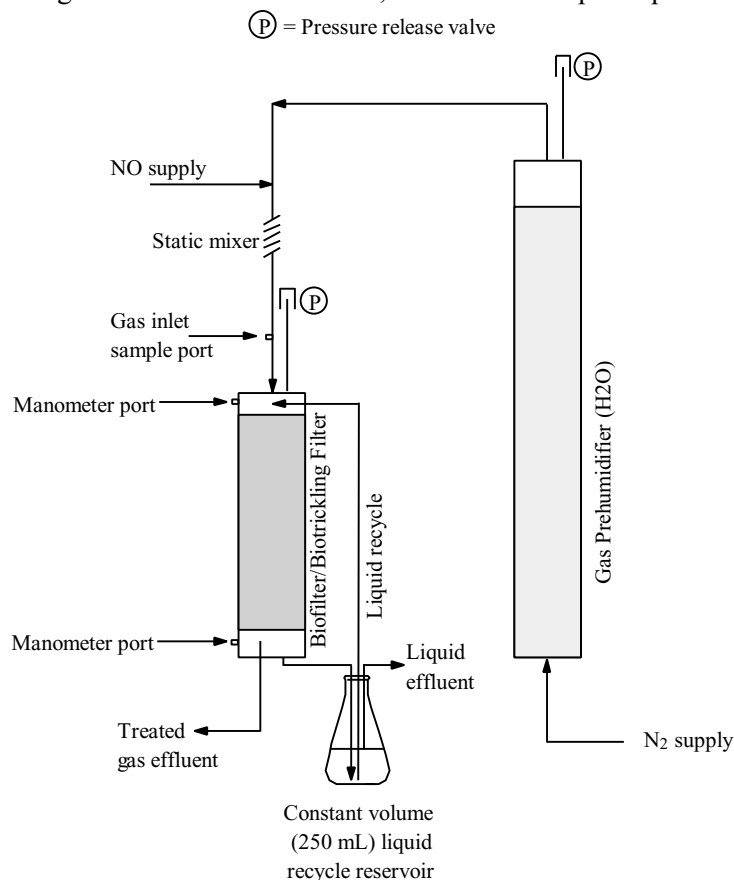 P = Pressure release valve
P
NO supply
Static mixer
P
Gas inlet
sample port
Manometer port
Biofilter/Biotrickling Filter
Liquid recycle
Gas Prehumidifier (H2O)
Manometer port
Liquid
effluent
Treated
gas effluent
N2 supply
Constant volume
(250 mL) liquid
recycle reservoir